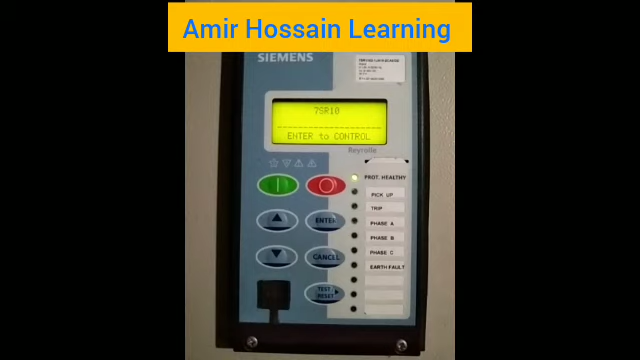 Amir Hossain Learning
SIEMENS
7SR10
ENTER to CONTROL
Reyrolle
PROT. HEALTHY
PICK UP
TRIP
PHASE A
PHASE B
PHASE C
EARTH FAULT
ENTER
CANCEL
TEST
RESET